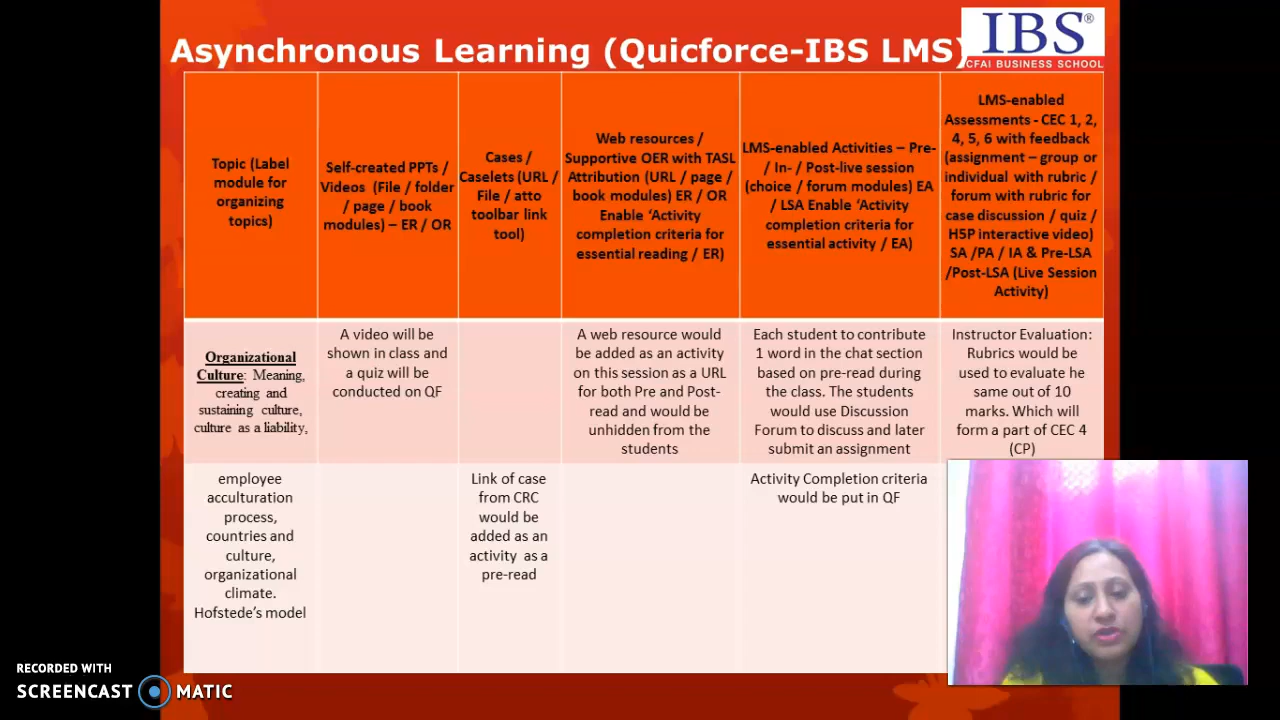 Asynchronous Learning (Quicforce-IBS LMS)
IBS®
CFAI BUSINESS SCHOOL
Topic (Label
module for
organizing
topics)
Self-created PPTs /
Videos (File / folder
/ page / book
modules) – ER / OR
Cases /
Caselets (URL /
File / atto
toolbar link
tool)
Web resources /
Supportive OER with TASL
Attribution (URL / page /
book modules) ER / OR
Enable ‘Activity
completion criteria for
essential reading / ER)
LMS-enabled Activities – Pre-
/ In- / Post-live session
(choice / forum modules) EA
/ LSA Enable ‘Activity
completion criteria for
essential activity / EA)
LMS-enabled
Assessments - CEC 1, 2,
4, 5, 6 with feedback
(assignment – group or
individual with rubric /
forum with rubric for
case discussion / quiz /
H5P interactive video)
SA /PA / IA & Pre-LSA
/Post-LSA (Live Session
Activity)
Organizational
Culture: Meaning,
creating and
sustaining culture,
culture as a liability,
A video will be
shown in class and
a quiz will be
conducted on QF
A web resource would
be added as an activity
on this session as a URL
for both Pre and Post-
read and would be
unhidden from the
students
Each student to contribute
1 word in the chat section
based on pre-read during
the class. The students
would use Discussion
Forum to discuss and later
submit an assignment
Instructor Evaluation:
Rubrics would be
used to evaluate he
same out of 10
marks. Which will
form a part of CEC 4
(CP)
employee
acculturation
process,
countries and
culture,
organizational
climate.
Hofstede’s model
Link of case
from CRC
would be
added as an
activity as a
pre-read
Activity Completion criteria
would be put in QF
RECORDED WITH
SCREENCAST MATIC